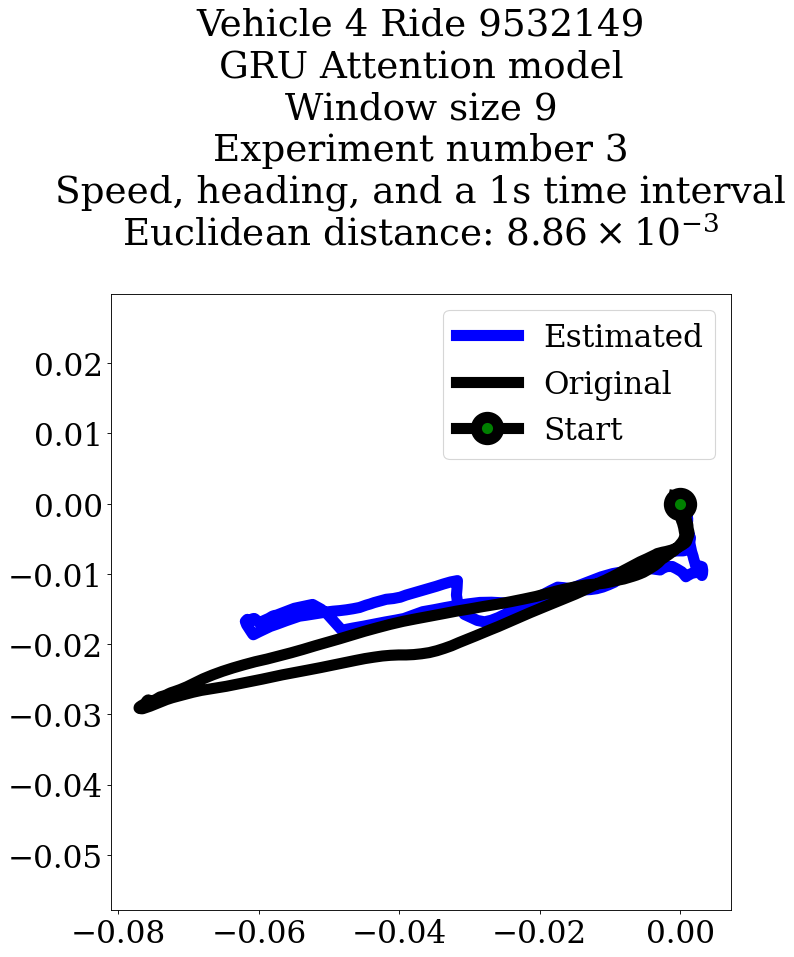 Vehicle 4 Ride 9532149
GRU Attention model
Window size 9
Experiment number 3
Speed, heading, and a 1s time interval
Euclidean distance: 8.86 × 10⁻³
Estimated
Original
Start
0.02
0.01
0.00
−0.01
−0.02
−0.03
−0.04
−0.05
−0.08 −0.06 −0.04 −0.02 0.00